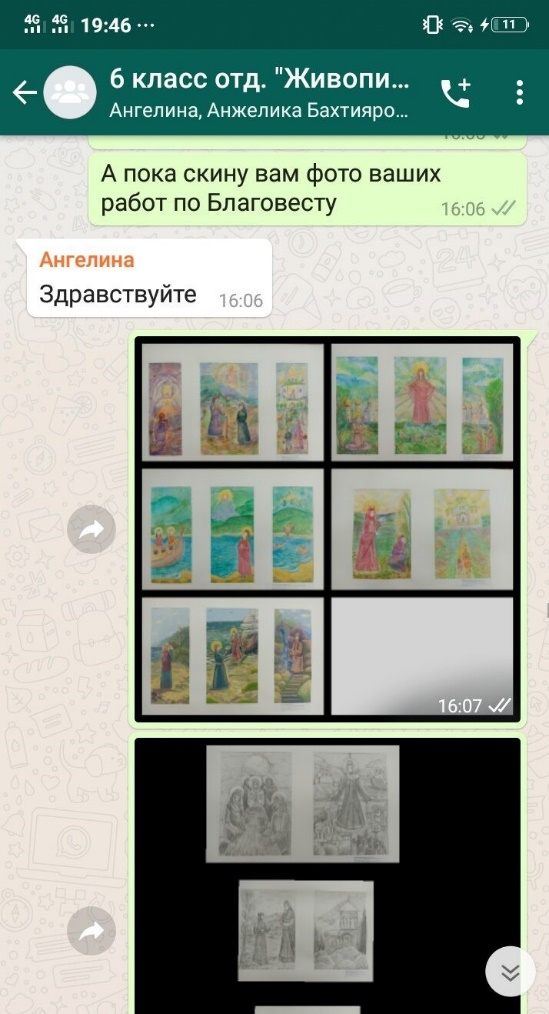 4G 4G 19:46 ··· 11
6 класс отд. "Живопи...
Ангелина, Анжелика Бахтияро...
А пока скину вам фото ваших
работ по Благовесту
16:06
Ангелина
Здравствуйте 16:06
16:07